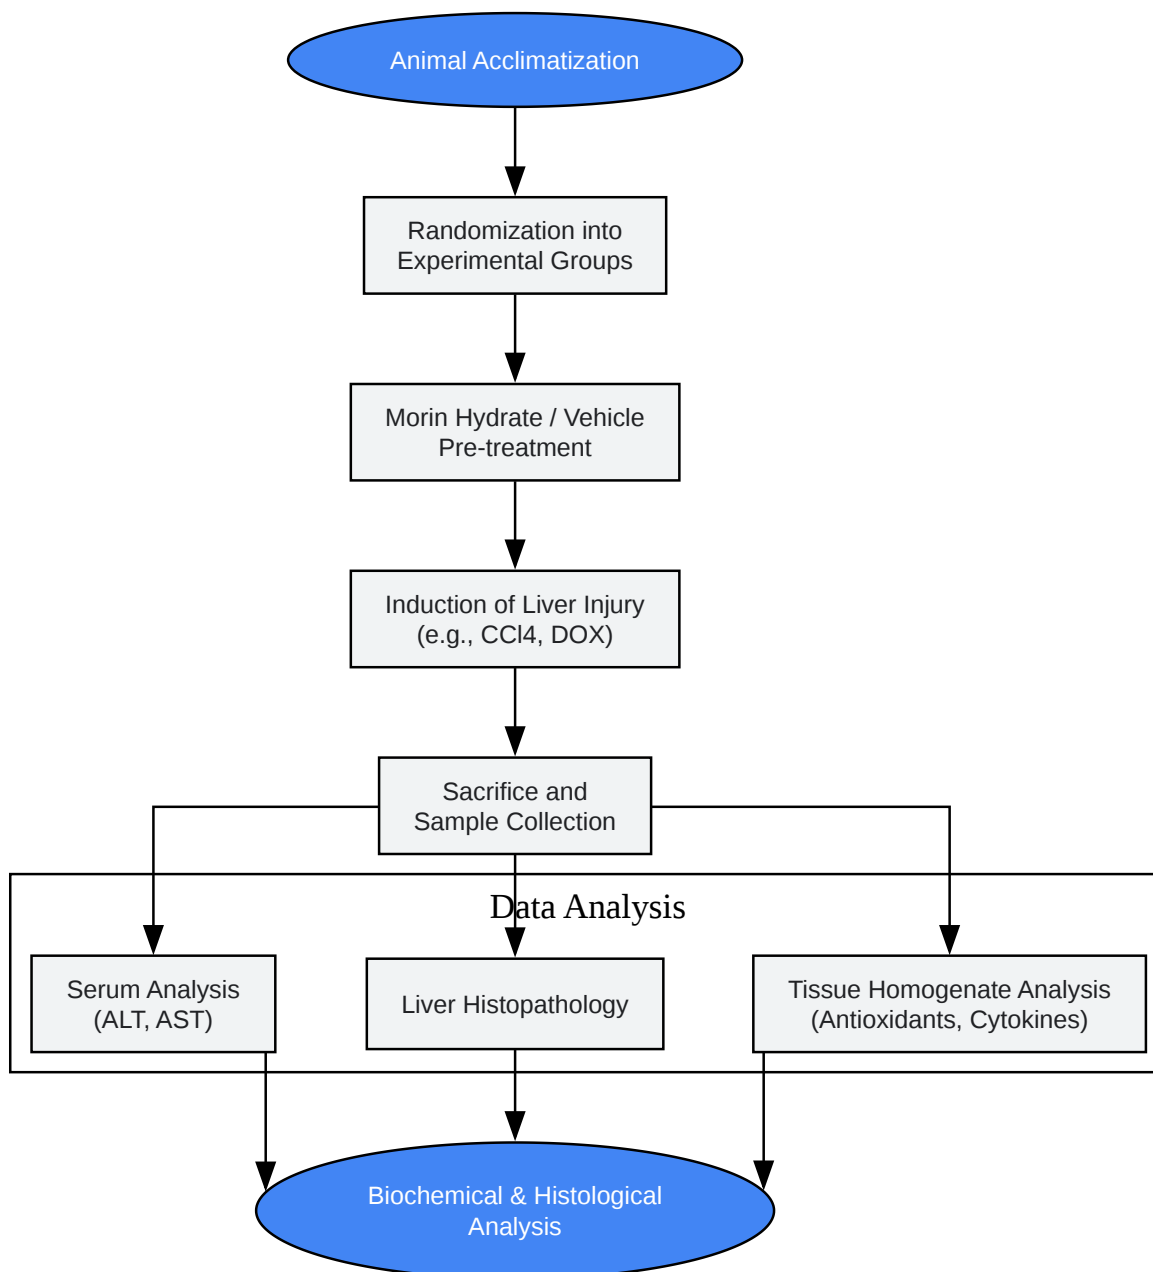 Animal Acclimatization
Randomization into
Experimental Groups
Morin Hydrate / Vehicle
Pre-treatment
Induction of Liver Injury
(e.g., CCl4, DOX)
Sacrifice and
Sample Collection
Data Analysis
Serum Analysis
(ALT, AST)
Liver Histopathology
Tissue Homogenate Analysis
(Antioxidants, Cytokines)
Biochemical & Histological
Analysis